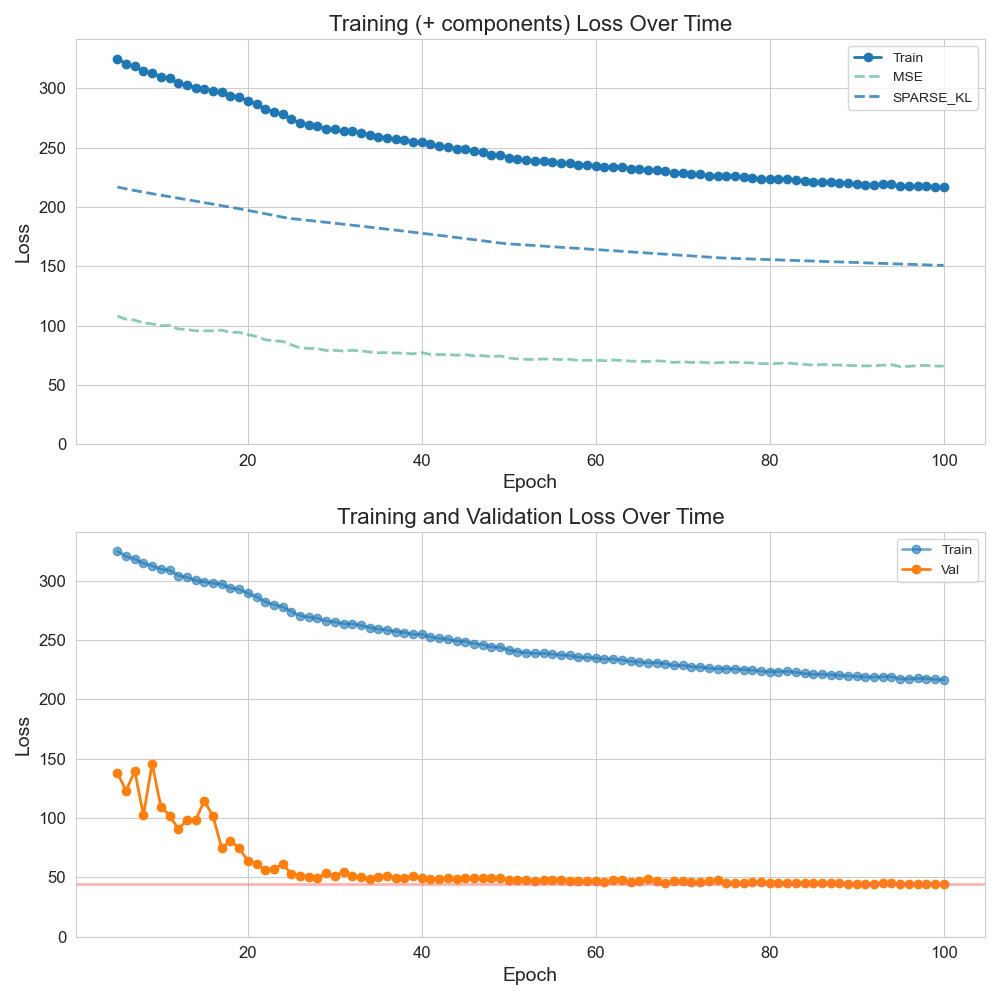 Training (+ components) Loss Over Time
Train
MSE
SPARSE_KL
Loss
300
250
200
150
100
50
0
20 40 60 80 100
Epoch
Training and Validation Loss Over Time
Train
Val
Loss
300
250
200
150
100
50
0
20 40 60 80 100
Epoch